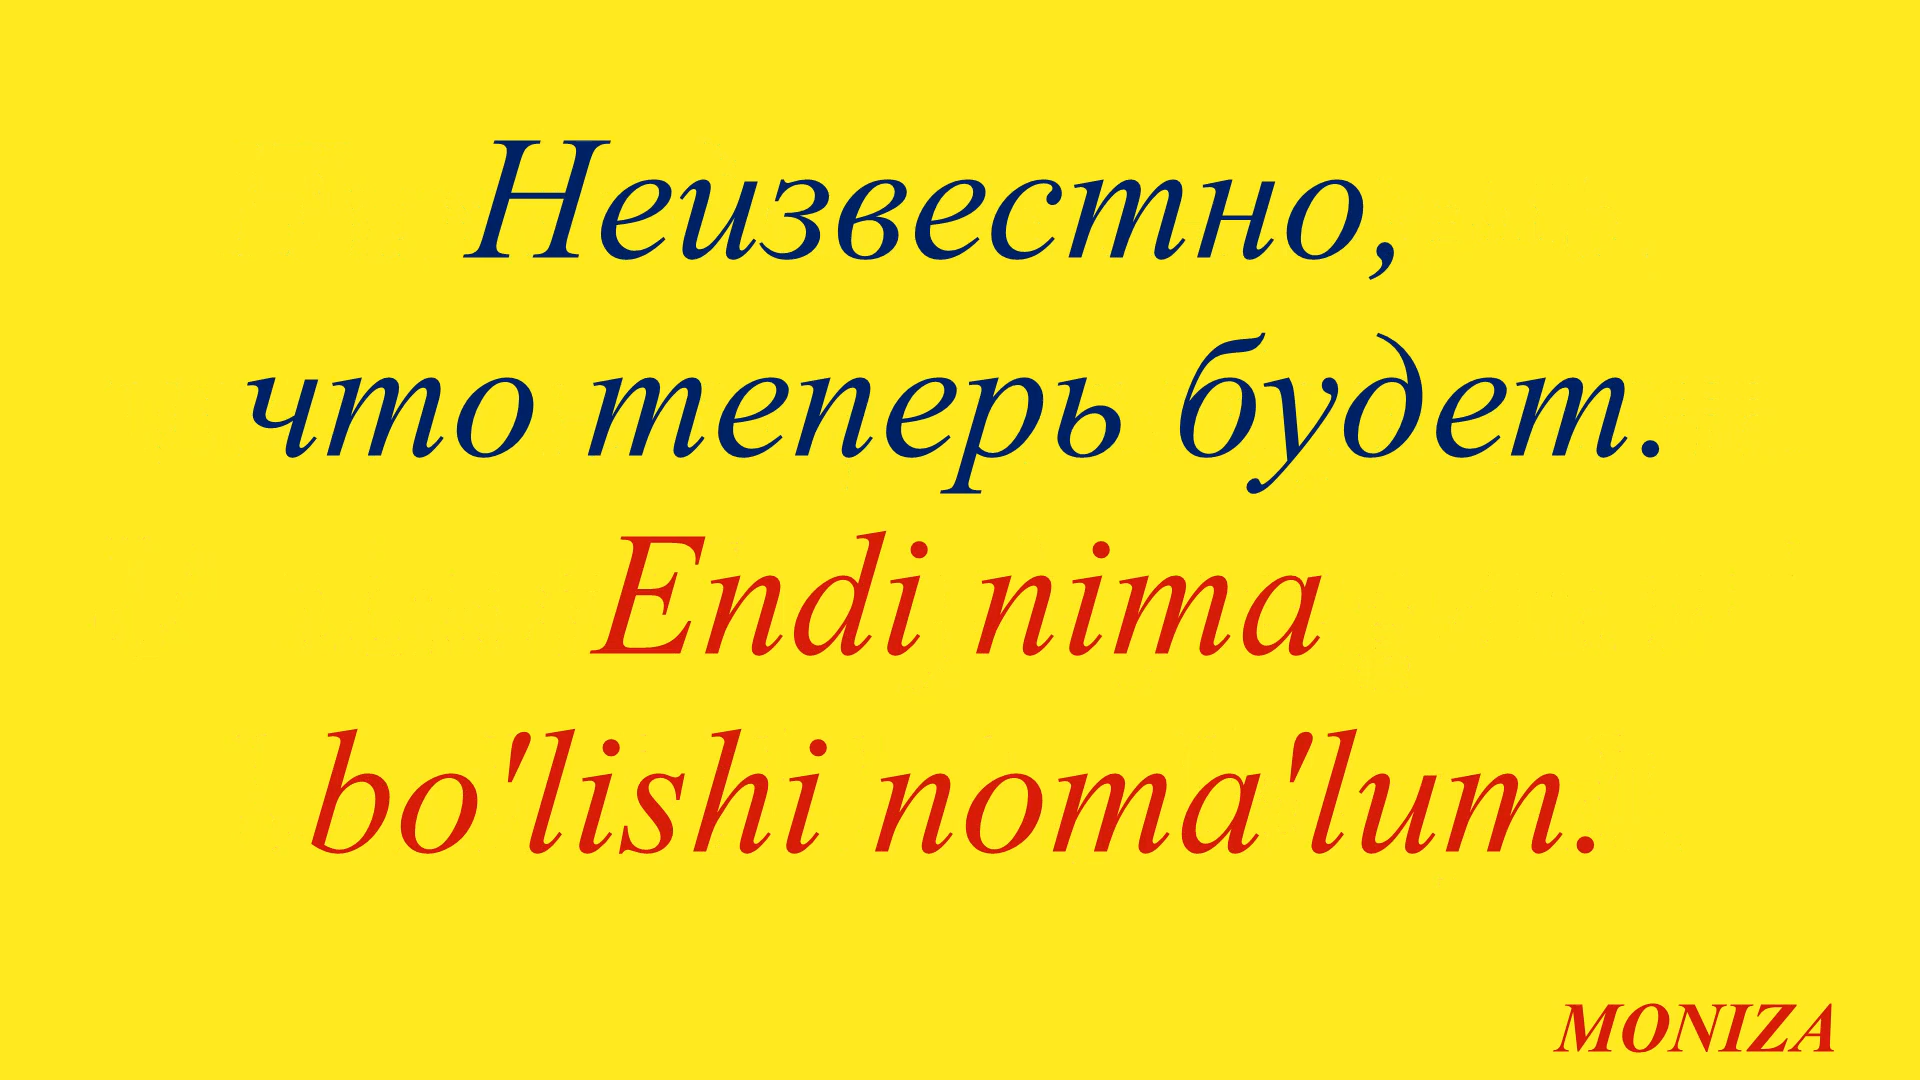 Неизвестно,
что теперь будет.
Endi nima
bo'lishi noma'lum.
MONIZA